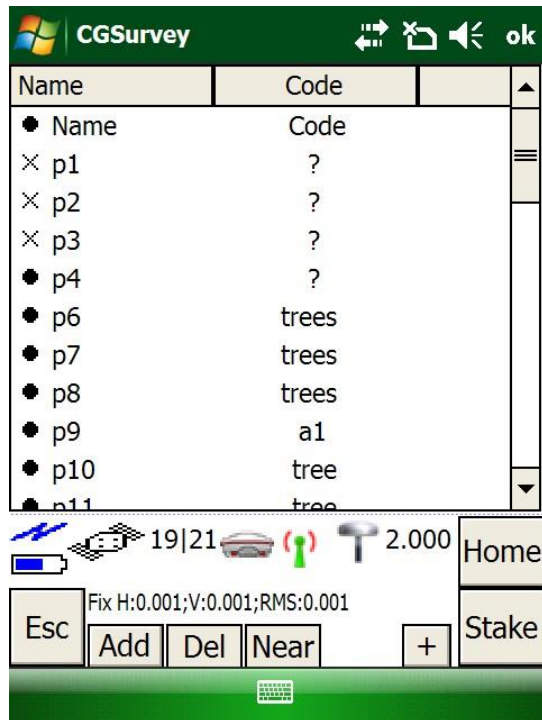 CGSurvey ok
Name Code
Name Code
p1 ?
p2 ?
p3 ?
p4 ?
p6 trees
p7 trees
p8 trees
p9 a1
p10 tree
p11 tree
19|21 2.000 Home
Fix H:0.001;V:0.001;RMS:0.001
Esc Add Del Near + Stake